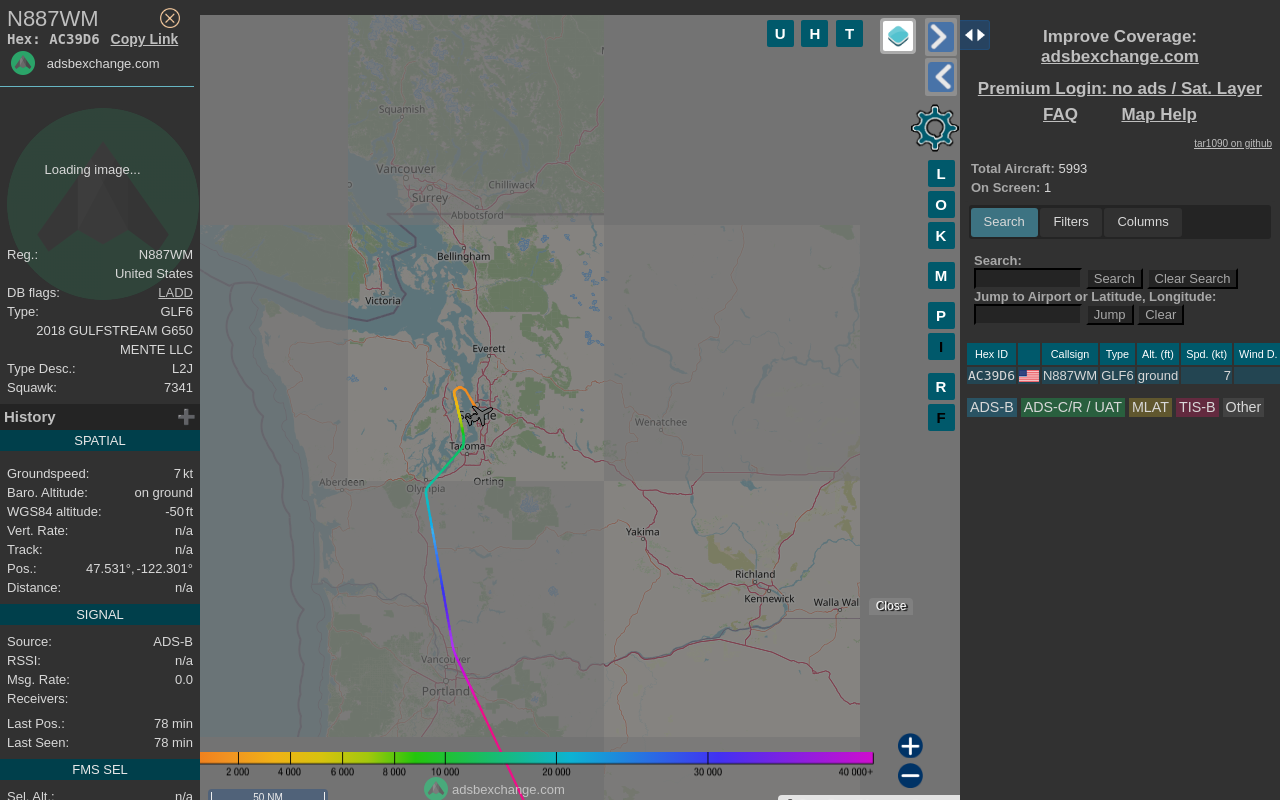 N887WM
Hex: AC39D6 Copy Link
adsbexchange.com
Loading image...
Reg.: N887WM
United States
DB flags: LADD
Type: GLF6
2018 GULFSTREAM G650
MENTE LLC
Type Desc.: L2J
Squawk: 7341
History
SPATIAL
Groundspeed: 7 kt
Baro. Altitude: on ground
WGS84 altitude: -50 ft
Vert. Rate: n/a
Track: n/a
Pos.: 47.531°, -122.301°
Distance: n/a
SIGNAL
Source: ADS-B
RSSI: n/a
Msg. Rate: 0.0
Receivers:
Last Pos.: 78 min
Last Seen: 78 min
FMS SEL
Sel. Alt.: n/a
U H T
L
O
K
M
P
I
R
F
Squamish
Vancouver
Surrey
Chilliwack
Abbotsford
Bellingham
Victoria
Everett
Wenatchee
Tacoma
Aberdeen
Olympia
Orting
Yakima
Richland
Kennewick
Walla Wal
Vancouver
Portland
Close
2 000 4 000 6 000 8 000 10 000 20 000 30 000 40 000+
adsbexchange.com
50 NM
Improve Coverage:
adsbexchange.com
Premium Login: no ads / Sat. Layer
FAQ Map Help
tar1090 on github
Total Aircraft: 5993
On Screen: 1
Search Filters Columns
Search:
Search Clear Search
Jump to Airport or Latitude, Longitude:
Jump Clear
Hex ID Callsign Type Alt. (ft) Spd. (kt) Wind D.
AC39D6 N887WM GLF6 ground 7
ADS-B ADS-C/R / UAT MLAT TIS-B Other